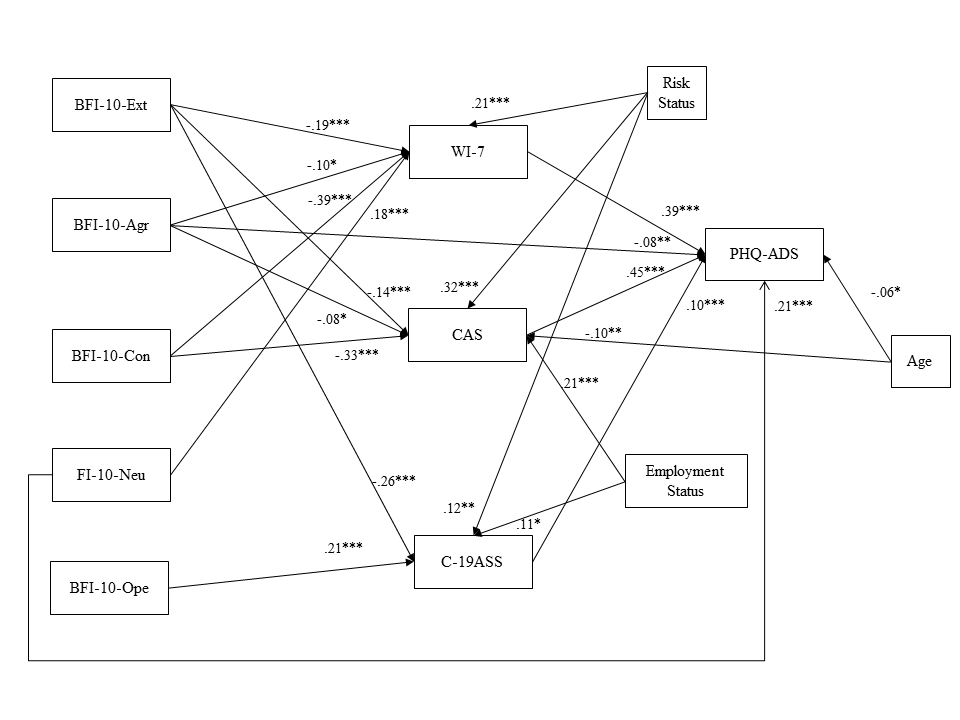 BFI-10-Ext
Risk
Status
.21***
-.19***
WI-7
-.10*
-.39***
.18***
.39***
BFI-10-Agr
-.08**
PHQ-ADS
.45***
.32***
-.14***
.10***
.21***
-.06*
-.08*
CAS
-.10**
BFI-10-Con
-.33***
Age
.21***
FI-10-Neu
-.26***
Employment
Status
.12**
.11*
.21***
C-19ASS
BFI-10-Ope